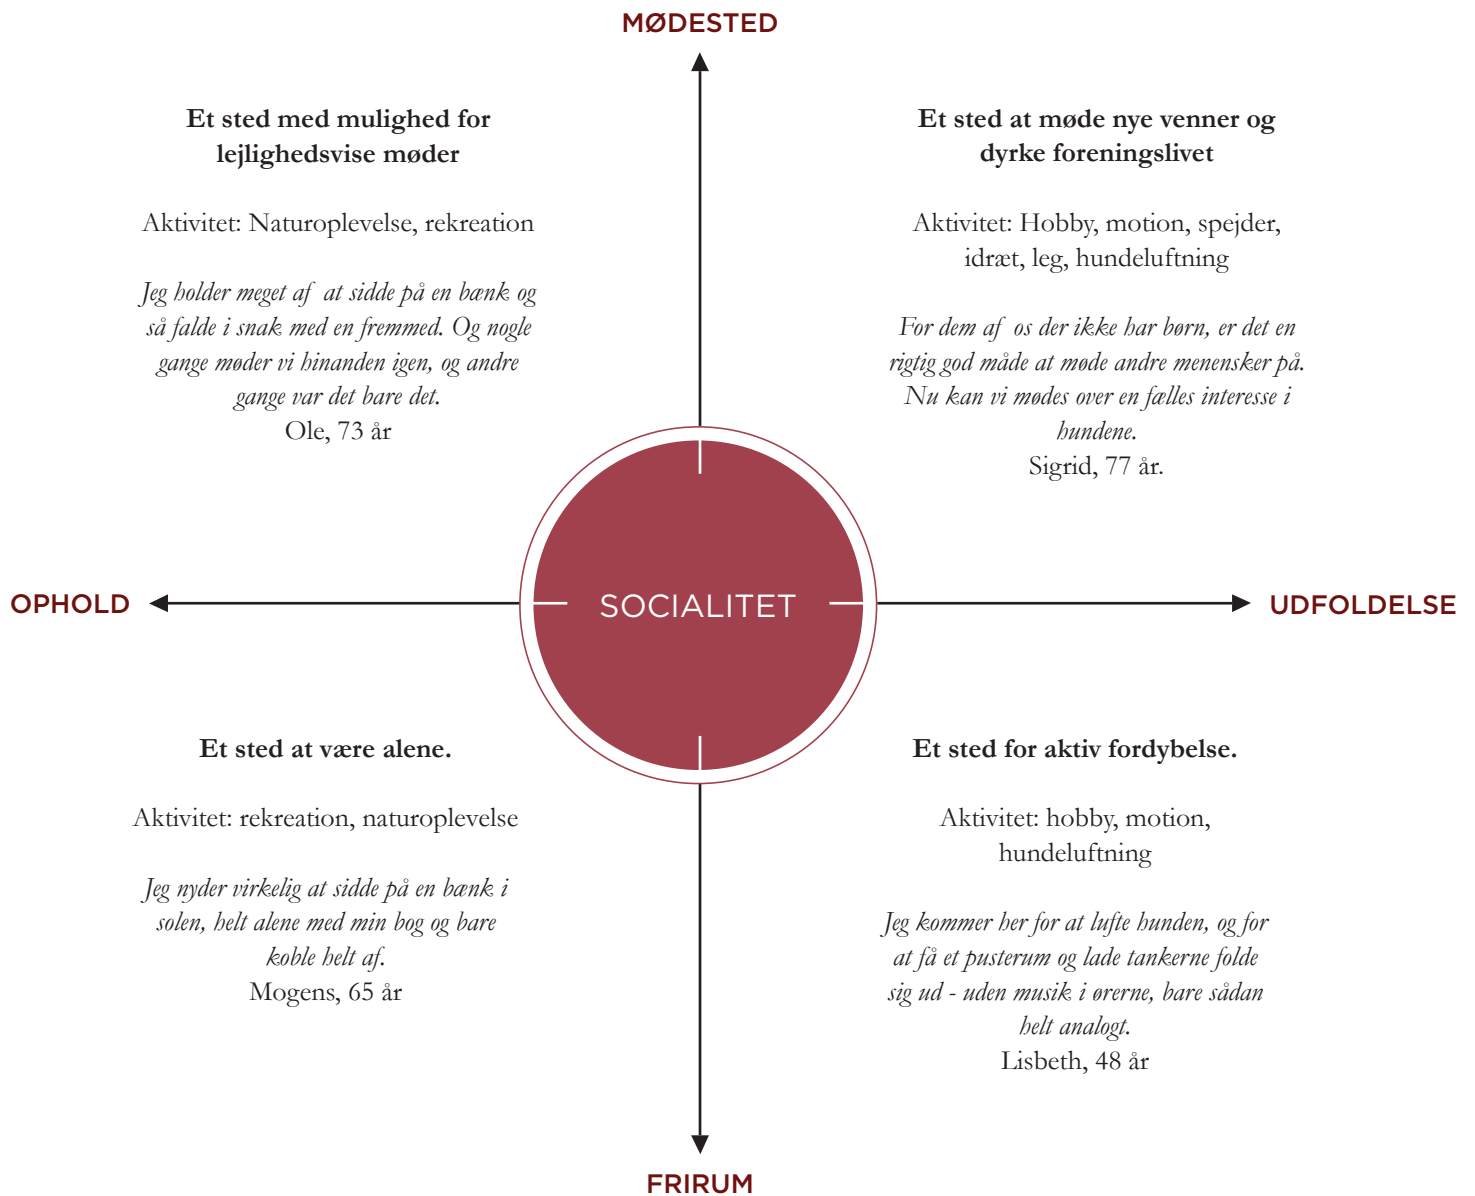 MØDESTED
Et sted med mulighed for
lejlighedsvise møder
Aktivitet: Naturoplevelse, rekreation
Jeg holder meget af at sidde på en bænk og
så falde i snak med en fremmed. Og nogle
gange møder vi hinanden igen, og andre
gange var det bare det.
Ole, 73 år
Et sted at møde nye venner og
dyrke foreningslivet
Aktivitet: Hobby, motion, spejder,
idræt, leg, hundeluftning
For dem af os der ikke har børn, er det en
rigtig god måde at møde andre menensker på.
Nu kan vi mødes over en fælles interesse i
hundene.
Sigrid, 77 år.
OPHOLD
SOCIALITET
UDFOLDELSE
Et sted at være alene.
Aktivitet: rekreation, naturoplevelse
Jeg nyder virkelig at sidde på en bænk i
solen, helt alene med min bog og bare
koble helt af.
Mogens, 65 år
Et sted for aktiv fordybelse.
Aktivitet: hobby, motion,
hundeluftning
Jeg kommer her for at lufte hunden, og for
at få et pusterum og lade tankerne folde
sig ud - uden musik i ørerne, bare sådan
helt analogt.
Lisbeth, 48 år
FRIRUM